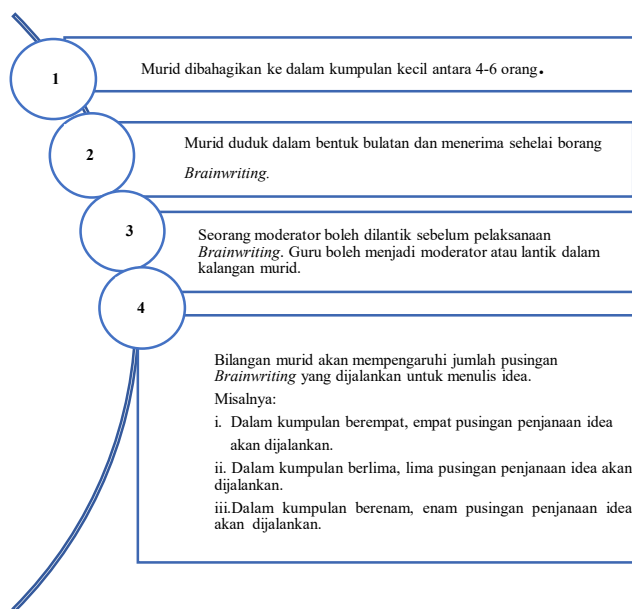 1
Murid dibahagikan ke dalam kumpulan kecil antara 4-6 orang.
2
Murid duduk dalam bentuk bulatan dan menerima sehelai borang
Brainwriting.
3
Seorang moderator boleh dilantik sebelum pelaksanaan
Brainwriting. Guru boleh menjadi moderator atau lantik dalam
kalangan murid.
4
Bilangan murid akan mempengaruhi jumlah pusingan
Brainwriting yang dijalankan untuk menulis idea.
Misalnya:
i. Dalam kumpulan berempat, empat pusingan penjanaan idea
akan dijalankan.
ii. Dalam kumpulan berlima, lima pusingan penjanaan idea akan
dijalankan.
iii.Dalam kumpulan berenam, enam pusingan penjanaan idea
akan dijalankan.